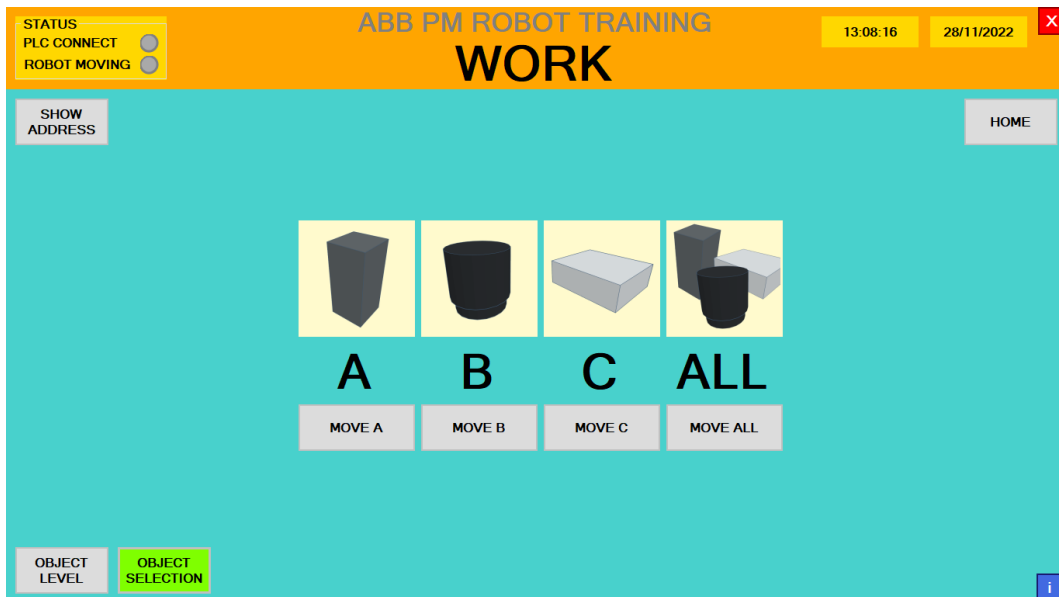 STATUS
PLC CONNECT
ROBOT MOVING
ABB PM ROBOT TRAINING
WORK
13:08:16
28/11/2022
X
SHOW
ADDRESS
HOME
A
B
C
ALL
MOVE A
MOVE B
MOVE C
MOVE ALL
OBJECT
LEVEL
OBJECT
SELECTION
i